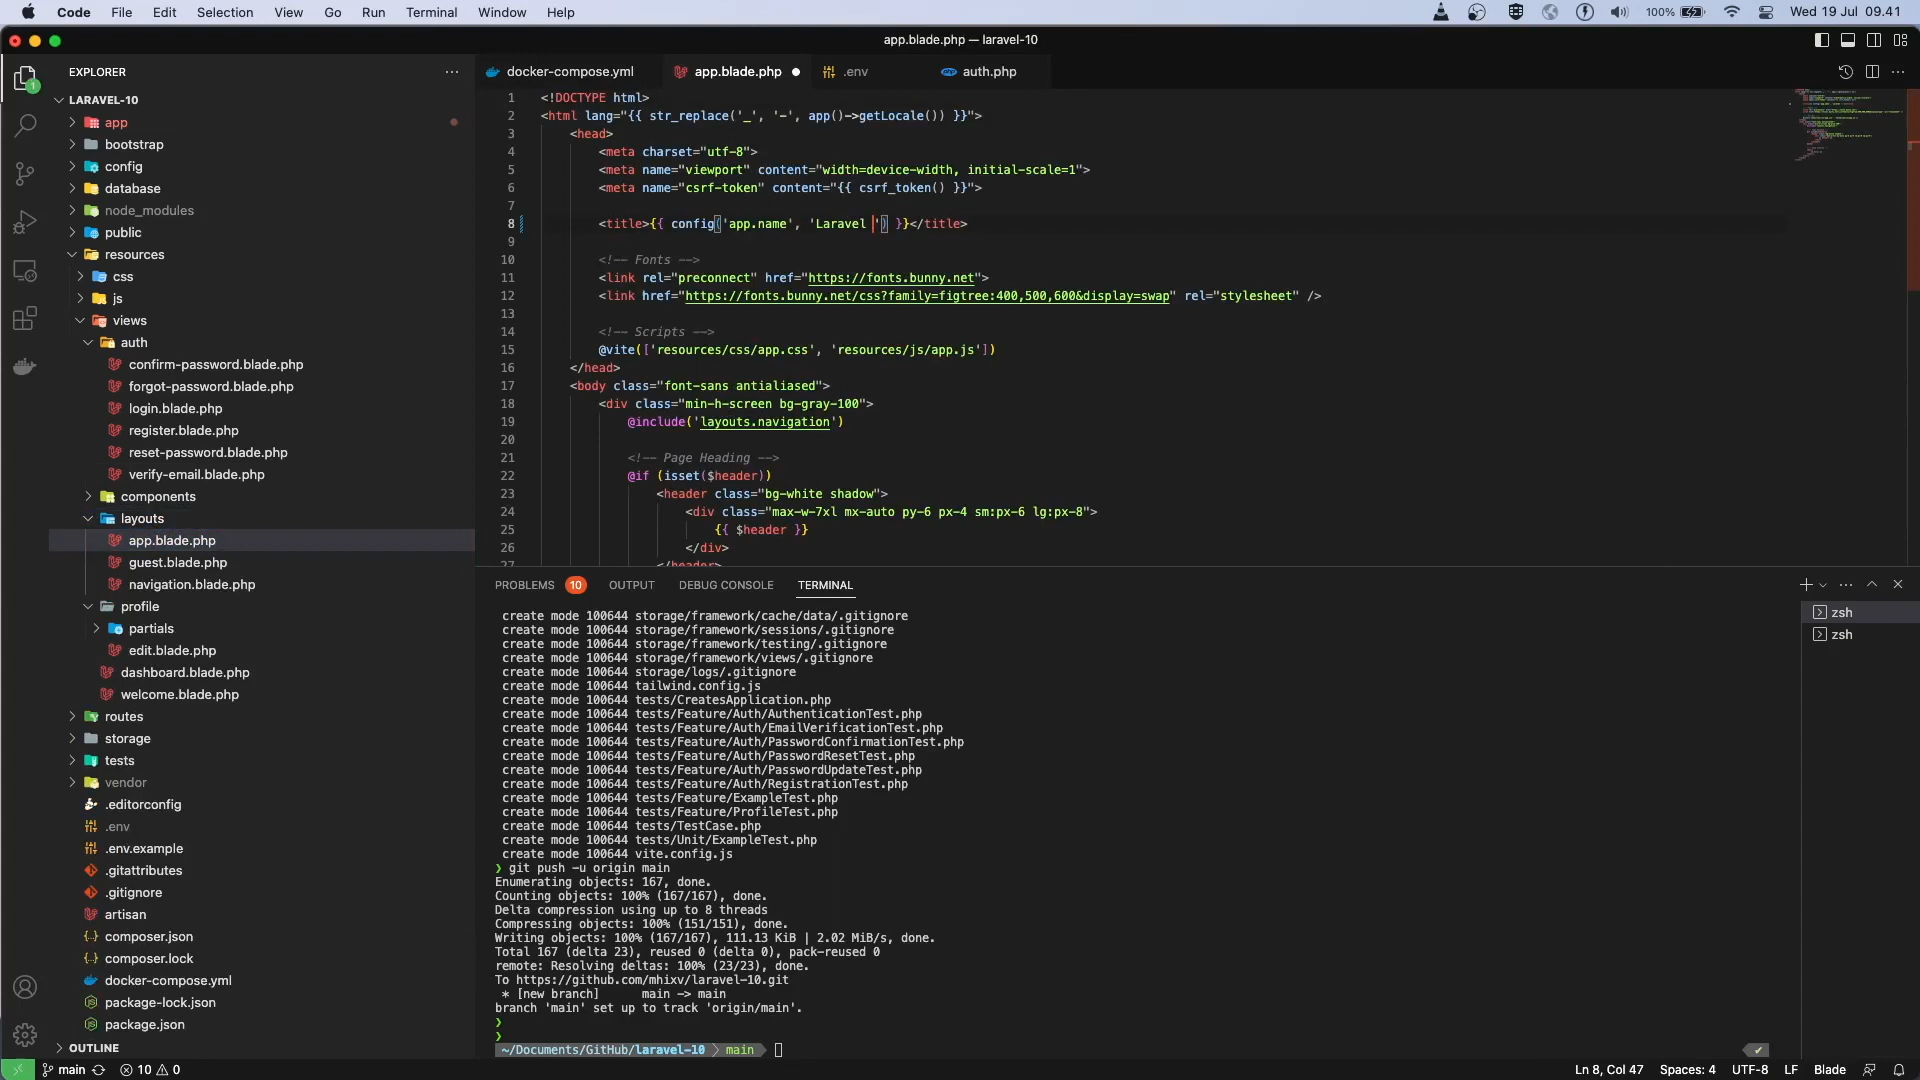 Code File Edit Selection View Go Run Terminal Window Help 100% Wed 19 Jul 09.41
app.blade.php — laravel-10
EXPLORER
LARAVEL-10
app
bootstrap
config
database
node_modules
public
resources
css
js
views
auth
confirm-password.blade.php
forgot-password.blade.php
login.blade.php
register.blade.php
reset-password.blade.php
verify-email.blade.php
components
layouts
app.blade.php
guest.blade.php
navigation.blade.php
profile
partials
edit.blade.php
dashboard.blade.php
welcome.blade.php
routes
storage
tests
vendor
.editorconfig
.env
.env.example
.gitattributes
.gitignore
artisan
composer.json
composer.lock
docker-compose.yml
package-lock.json
package.json
OUTLINE
1
docker-compose.yml app.blade.php .env auth.php
1 <!DOCTYPE html>
2 <html lang="{{ str_replace('_', '-', app()->getLocale()) }}">
3 <head>
4 <meta charset="utf-8">
5 <meta name="viewport" content="width=device-width, initial-scale=1">
6 <meta name="csrf-token" content="{{ csrf_token() }}">
7
8 <title>{{ config('app.name', 'Laravel ') }}</title>
9
10 <!-- Fonts -->
11 <link rel="preconnect" href="https://fonts.bunny.net">
12 <link href="https://fonts.bunny.net/css?family=figtree:400,500,600&display=swap" rel="stylesheet" />
13
14 <!-- Scripts -->
15 @vite(['resources/css/app.css', 'resources/js/app.js'])
16 </head>
17 <body class="font-sans antialiased">
18 <div class="min-h-screen bg-gray-100">
19 @include('layouts.navigation')
20
21 <!-- Page Heading -->
22 @if (isset($header))
23 <header class="bg-white shadow">
24 <div class="max-w-7xl mx-auto py-6 px-4 sm:px-6 lg:px-8">
25 {{ $header }}
26 </div>
27 </header>
PROBLEMS 10 OUTPUT DEBUG CONSOLE TERMINAL
create mode 100644 storage/framework/cache/data/.gitignore
create mode 100644 storage/framework/sessions/.gitignore
create mode 100644 storage/framework/testing/.gitignore
create mode 100644 storage/framework/views/.gitignore
create mode 100644 storage/logs/.gitignore
create mode 100644 tailwind.config.js
create mode 100644 tests/CreatesApplication.php
create mode 100644 tests/Feature/Auth/AuthenticationTest.php
create mode 100644 tests/Feature/Auth/EmailVerificationTest.php
create mode 100644 tests/Feature/Auth/PasswordConfirmationTest.php
create mode 100644 tests/Feature/Auth/PasswordResetTest.php
create mode 100644 tests/Feature/Auth/PasswordUpdateTest.php
create mode 100644 tests/Feature/Auth/RegistrationTest.php
create mode 100644 tests/Feature/ExampleTest.php
create mode 100644 tests/Feature/ProfileTest.php
create mode 100644 tests/TestCase.php
create mode 100644 tests/Unit/ExampleTest.php
create mode 100644 vite.config.js
❯ git push -u origin main
Enumerating objects: 167, done.
Counting objects: 100% (167/167), done.
Delta compression using up to 8 threads
Compressing objects: 100% (151/151), done.
Writing objects: 100% (167/167), 111.13 KiB | 2.02 MiB/s, done.
Total 167 (delta 23), reused 0 (delta 0), pack-reused 0
remote: Resolving deltas: 100% (23/23), done.
To https://github.com/mhixv/laravel-10.git
* [new branch] main -> main
branch 'main' set up to track 'origin/main'.
❯
❯
~/Documents/GitHub/laravel-10 main
zsh
zsh
main 10 0 Ln 8, Col 47 Spaces: 4 UTF-8 LF Blade